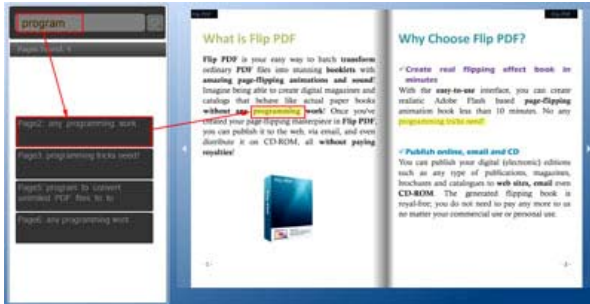 program
Pages found: 4
Page2: any programming work
Page3: programming tricks need!
Page5: program to convert
unlimited PDF files to fo
Page6: any programming work
What is Flip PDF
Flip PDF is your easy way to batch transform
ordinary PDF files into stunning booklets with
amazing page-flipping animations and sound!
Imagine being able to create digital magazines and
catalogs that behave like actual paper books
without any programming work! Once you've
created your page-flipping masterpiece in Flip PDF,
you can publish it to the web, via email, and even
distribute it on CD-ROM, all without paying
royalties!
Why Choose Flip PDF?
✓Create real flipping effect book in
minutes
With the easy-to-use interface, you can create
realistic Adobe Flash based page-flipping
animation book less than 10 minutes. No any
programming tricks need!
✓Publish online, email and CD
You can publish your digital (electronic) editions
such as any type of publications, magazines,
brochures and catalogues to web sites, email even
CD-ROM. The generated flipping book is
royal-free; you do not need to pay any more to us
no matter your commercial use or personal use.